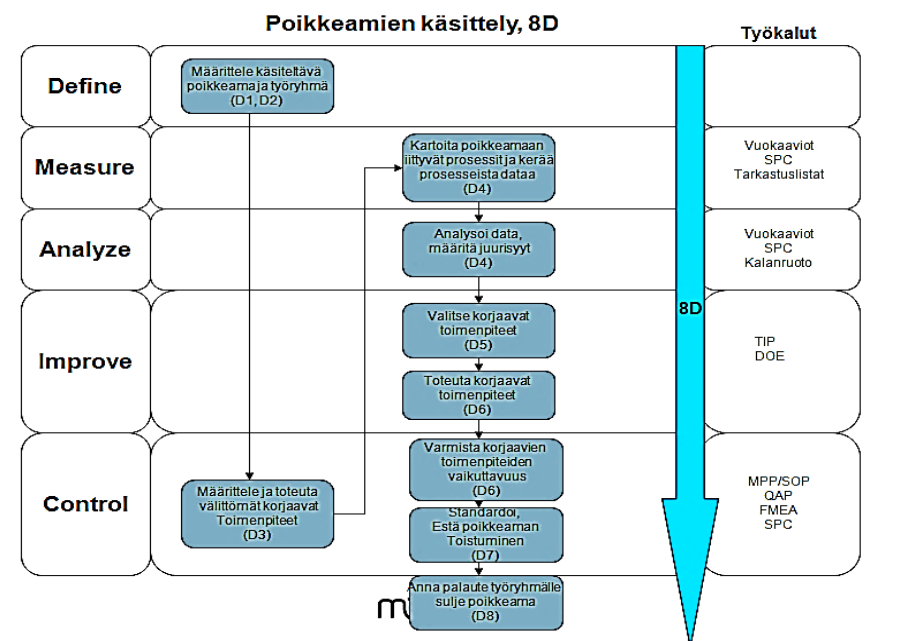 Poikkeamien käsittely, 8D
Työkalut
Define
Määrittele käsiteltävä
poikkeama ja työryhmä
(D1, D2)
Measure
Kartoita poikkeamaan
liittyvät prosessit ja kerää
prosesseista dataa
(D4)
Vuokaaviot
SPC
Tarkastuslistat
Analyze
Analysoi data,
määritä juurisyyt
(D4)
Vuokaaviot
SPC
Kalanruoto
Improve
Valitse korjaavat
toimenpiteet
(D5)
Toteuta korjaavat
toimenpiteet
(D6)
8D
TIP
DOE
Control
Määrittele ja toteuta
välittömät korjaavat
Toimenpiteet
(D3)
Varmista korjaavien
toimenpiteiden
vaikuttavuus
(D6)
Standardoi,
Estä poikkeaman
Toistuminen
(D7)
MPP/SOP
QAP
FMEA
SPC
Anna palaute työryhmälle
sulje poikkeama
(D8)